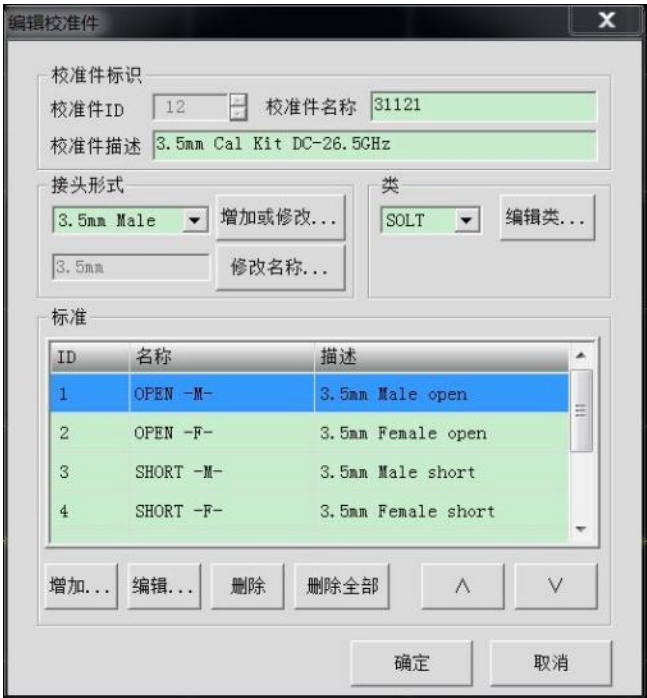 编辑校准件
校准件标识
校准件ID 12 校准件名称 31121
校准件描述 3.5mm Cal Kit DC-26.5GHz
接头形式 类
3.5mm Male 增加或修改... SOLT 编辑类...
3.5mm 修改名称...
标准
ID 名称 描述
1 OPEN -M- 3.5mm Male open
2 OPEN -F- 3.5mm Female open
3 SHORT -M- 3.5mm Male short
4 SHORT -F- 3.5mm Female short
增加... 编辑... 删除 删除全部 ∧ ∨
确定 取消